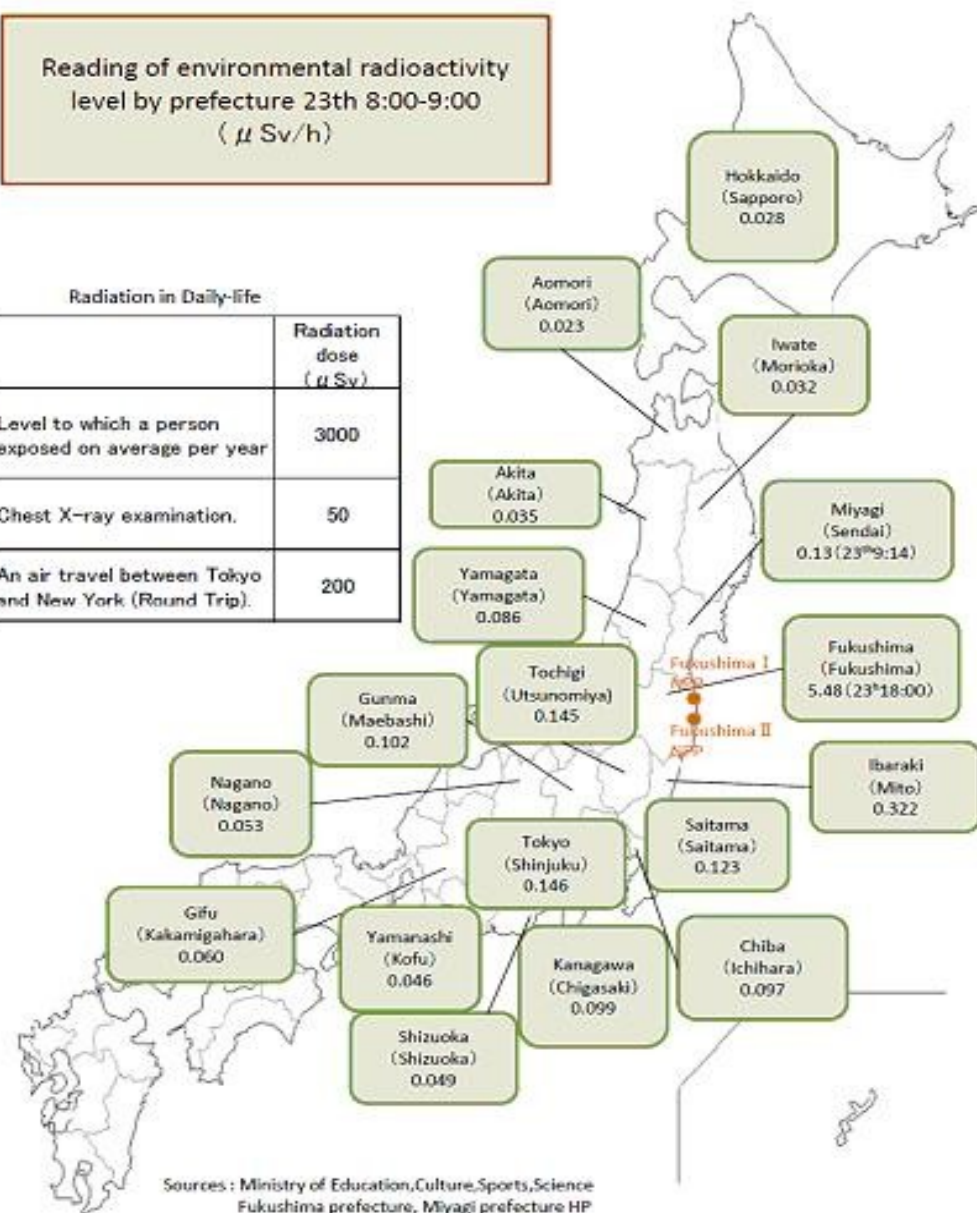 Reading of environmental radioactivity
level by prefecture 23th 8:00-9:00
(μ Sv/h)
Radiation in Daily-life
Radiation
dose
(μ Sv)
Level to which a person
exposed on average per year
3000
Chest X-ray examination.
50
An air travel between Tokyo
and New York (Round Trip).
200
Hokkaido
(Sapporo)
0.028
Aomori
(Aomori)
0.023
Iwate
(Morioka)
0.032
Akita
(Akita)
0.035
Miyagi
(Sendai)
0.13(23th9:14)
Yamagata
(Yamagata)
0.086
Fukushima
(Fukushima)
5.48(23h18:00)
Fukushima I
NPP
Fukushima II
NPP
Tochigi
(Utsunomiya)
0.145
Gunma
(Maebashi)
0.102
Ibaraki
(Mito)
0.322
Nagano
(Nagano)
0.053
Saitama
(Saitama)
0.123
Tokyo
(Shinjuku)
0.146
Gifu
(Kakamigahara)
0.060
Yamanashi
(Kofu)
0.046
Kanagawa
(Chigasaki)
0.099
Chiba
(Ichihara)
0.097
Shizuoka
(Shizuoka)
0.049
Sources : Ministry of Education,Culture,Sports,Science
Fukushima prefecture, Miyagi prefecture HP